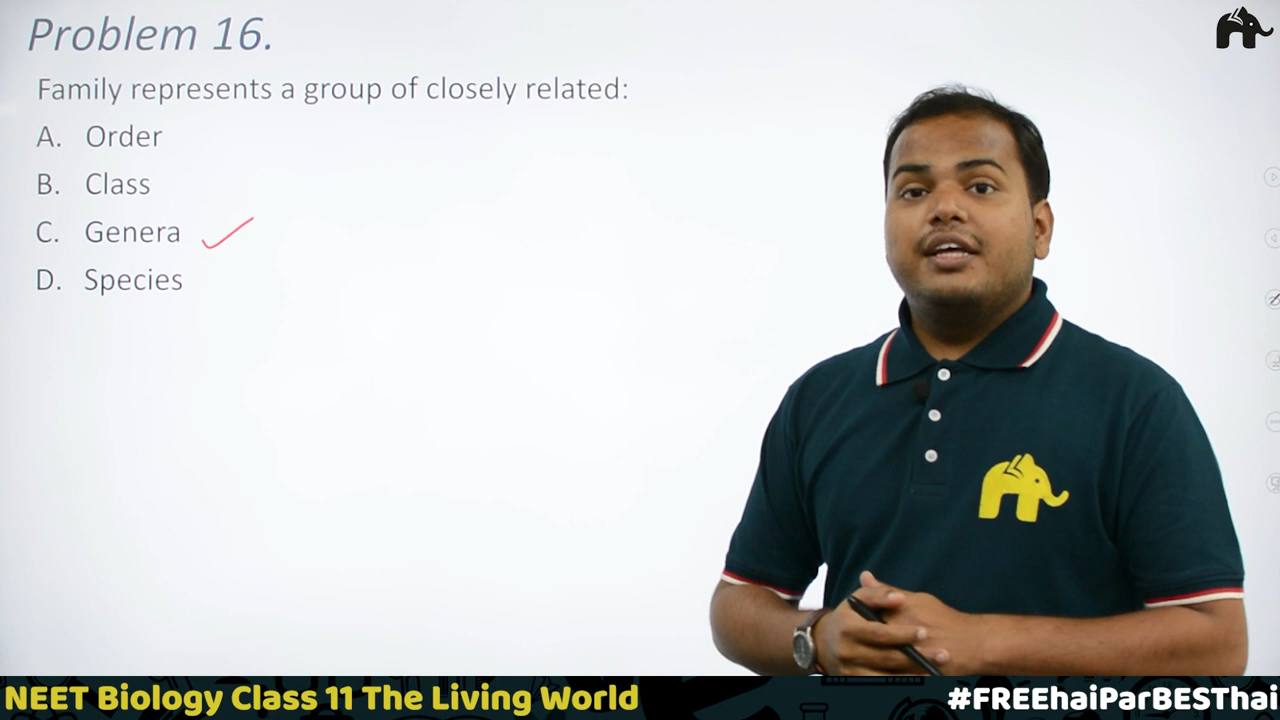 Problem 16.
Family represents a group of closely related:
A. Order
B. Class
C. Genera
D. Species
NEET Biology Class 11 The Living World
#FREEhaiParBESThai